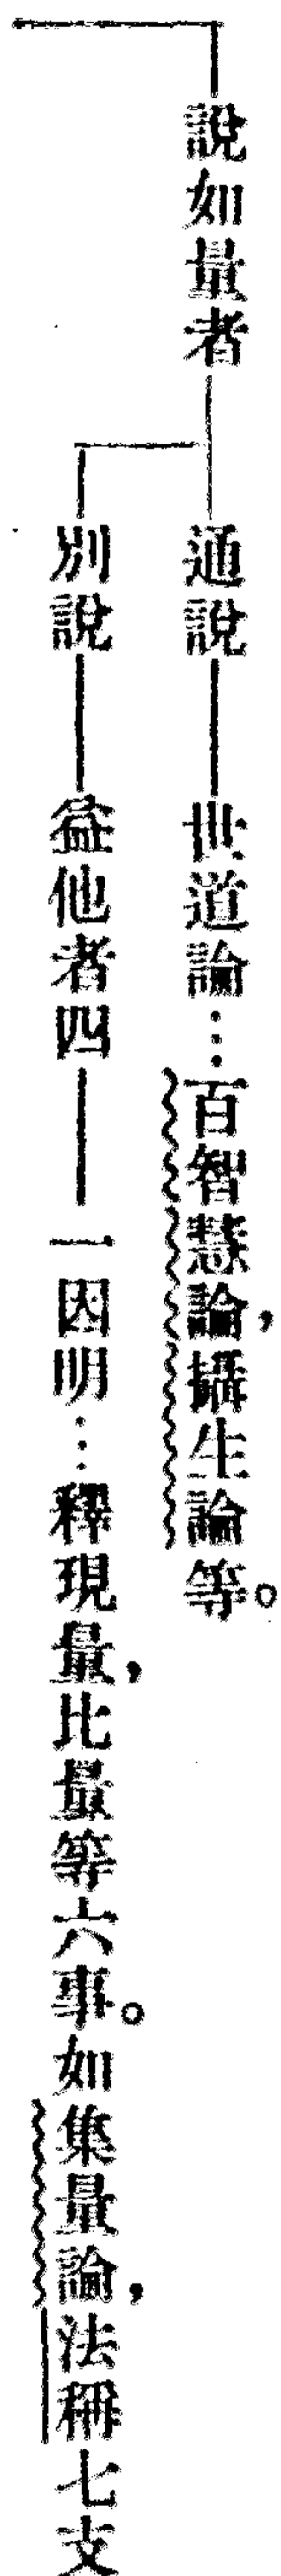 說如量者
通說——世道論…百智慧論，攝生論等。
別說——益他者四——一因明…釋現量，比量等六事。如集量論，法稱七支